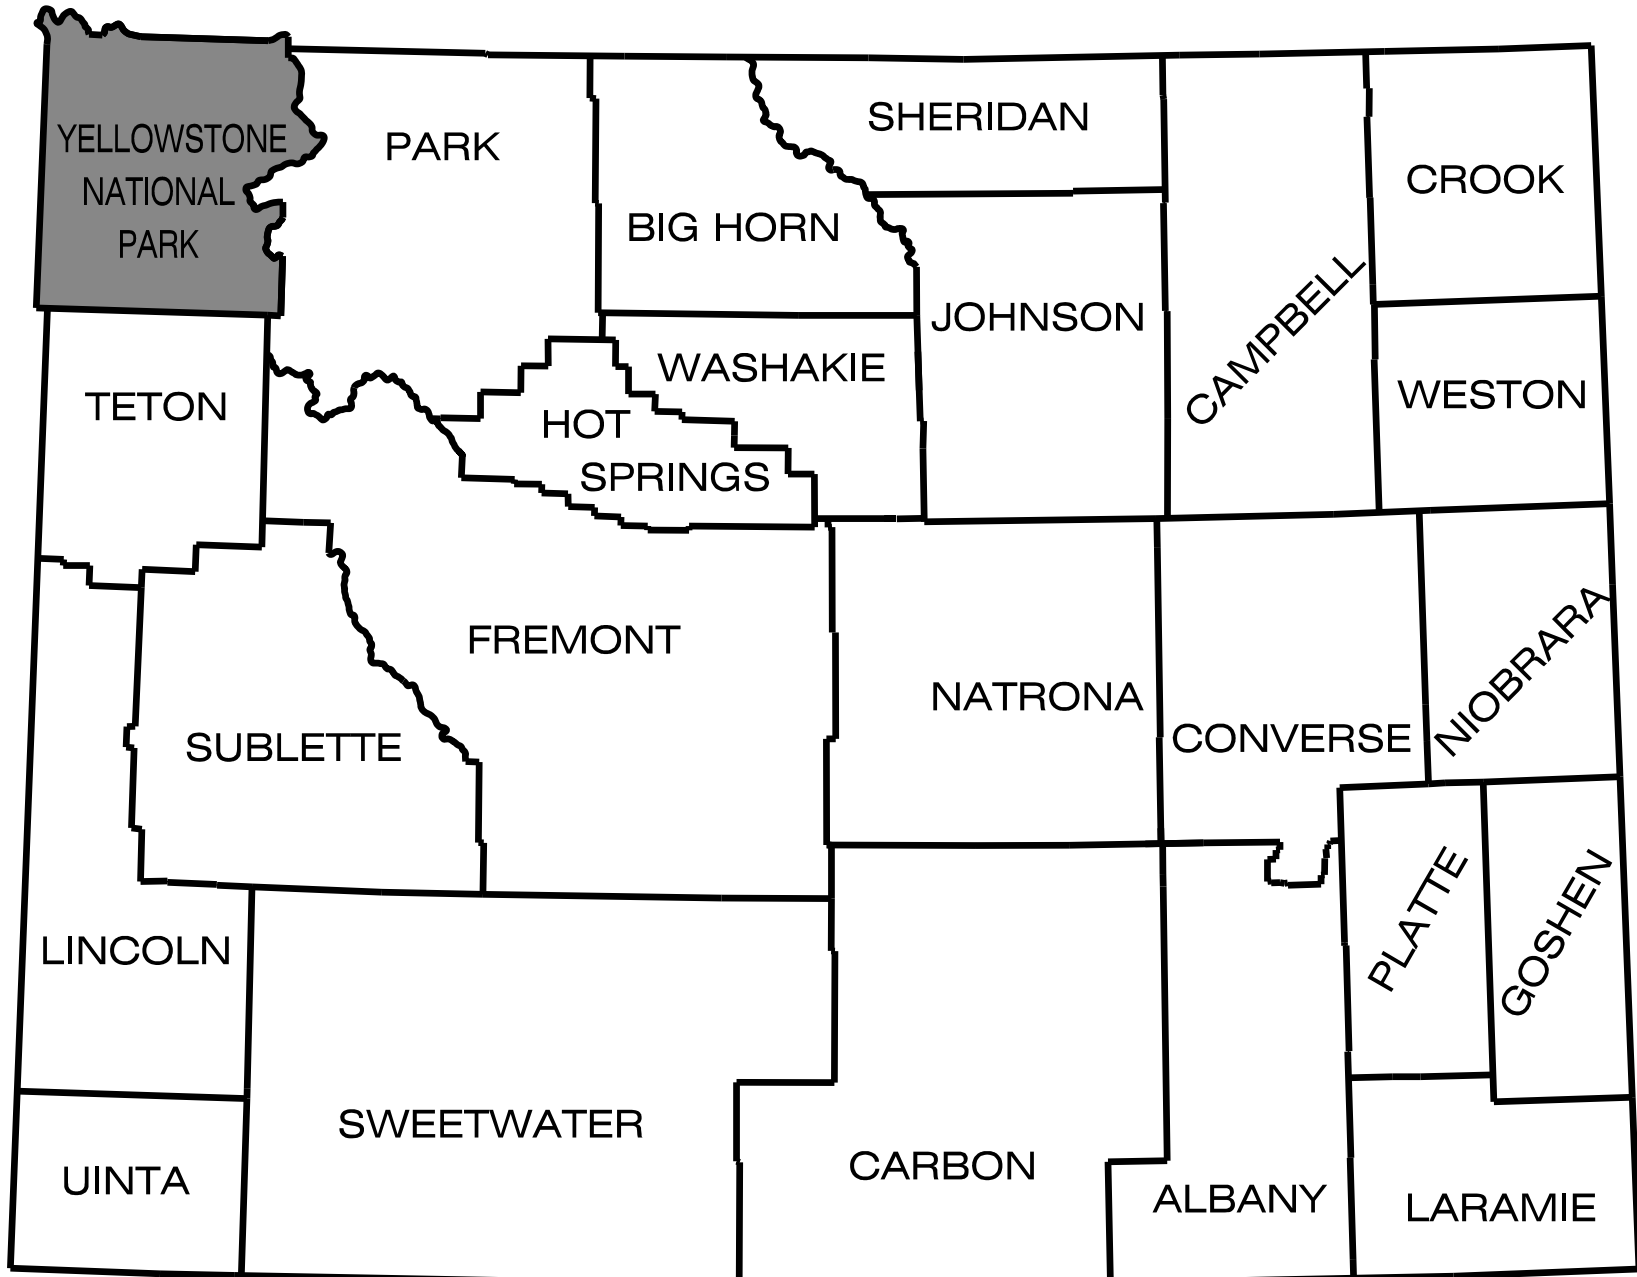 YELLOWSTONE
NATIONAL
PARK
PARK
SHERIDAN
BIG HORN
CROOK
JOHNSON
CAMPBELL
WASHAKIE
TETON
HOT
SPRINGS
WESTON
FREMONT
NATRONA
CONVERSE
NIOBRARA
SUBLETTE
PLATTE
GOSHEN
LINCOLN
SWEETWATER
CARBON
UINTA
ALBANY
LARAMIE